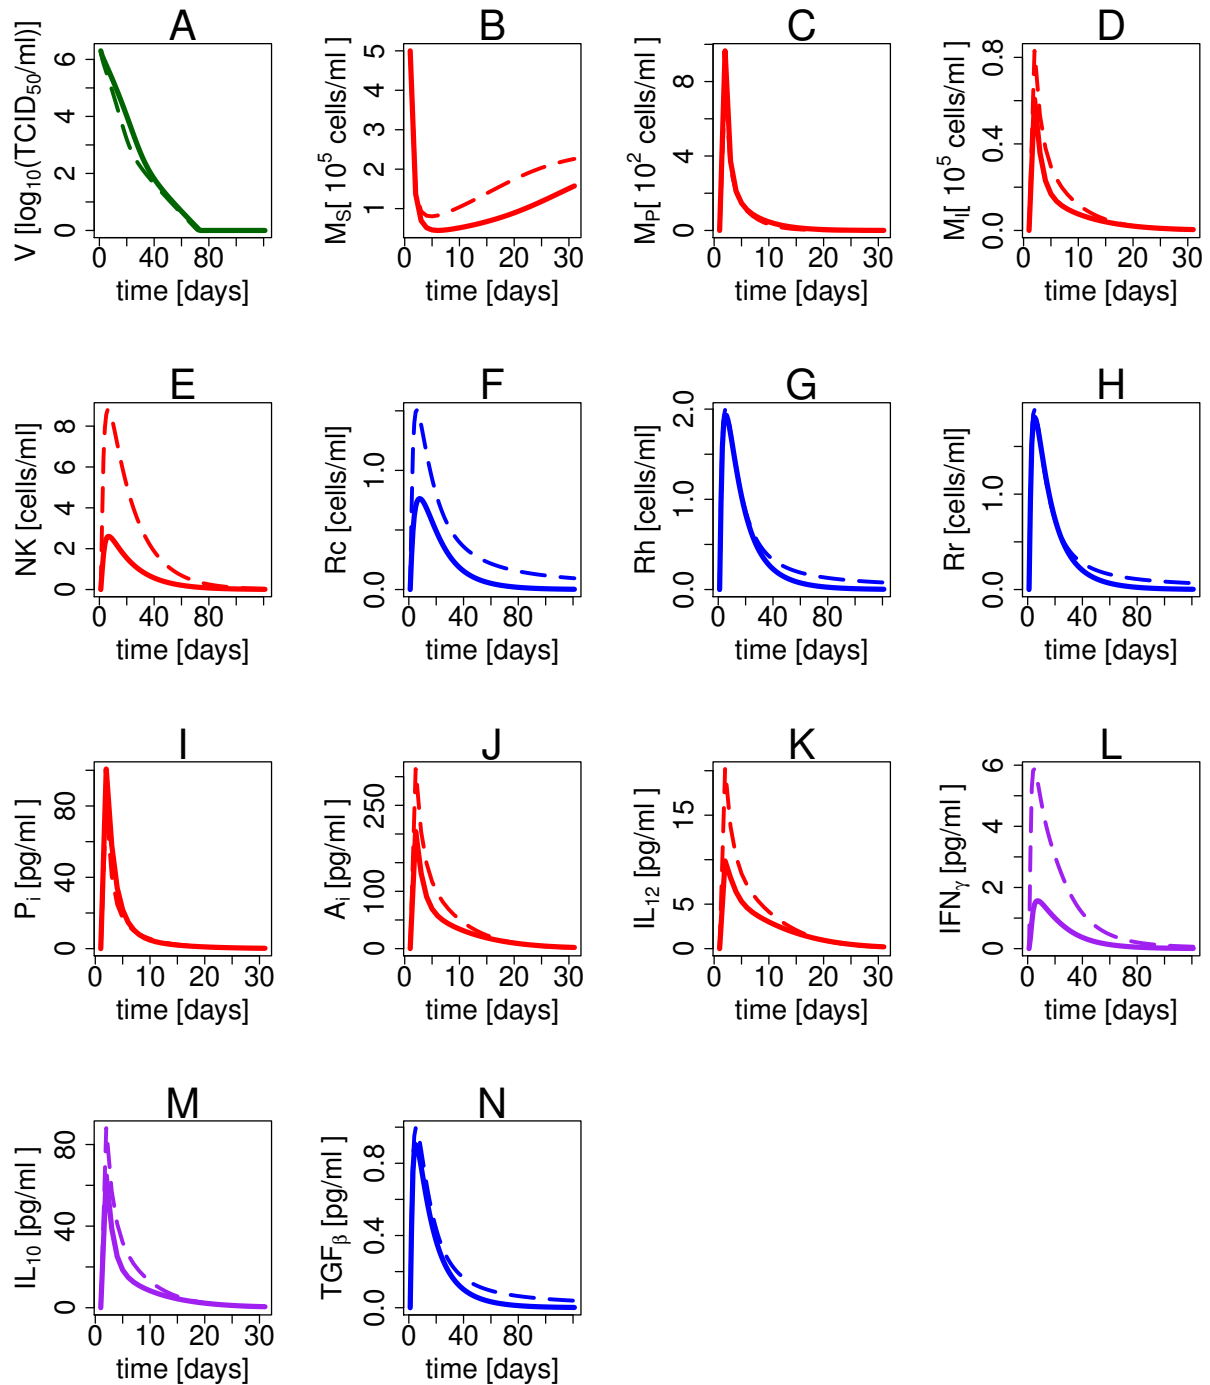 A B C D
V [log10(TCID50/ml)]
0 2 4 6
0 40 80
time [days]
MS[ 10^5 cells/ml]
1 2 3 4 5
0 10 20 30
time [days]
MP[ 10^2 cells/ml]
0 4 8
0 10 20 30
time [days]
MI[ 10^5 cells/ml]
0.0 0.4 0.8
0 10 20 30
time [days]
E F G H
NK [cells/ml]
0 2 4 6 8
0 40 80
time [days]
Rc [cells/ml]
0.0 1.0
0 40 80
time [days]
Rh [cells/ml]
0.0 1.0 2.0
0 40 80
time [days]
Rr [cells/ml]
0.0 1.0
0 40 80
time [days]
I J K L
Pi [pg/ml ]
0 40 80
0 10 20 30
time [days]
Ai [pg/ml ]
0 100 250
0 10 20 30
time [days]
IL12 [pg/ml ]
0 5 15
0 10 20 30
time [days]
IFNγ [pg/ml ]
0 2 4 6
0 40 80
time [days]
M N
IL10 [pg/ml ]
0 40 80
0 10 20 30
time [days]
TGFβ [pg/ml ]
0.0 0.4 0.8
0 40 80
time [days]